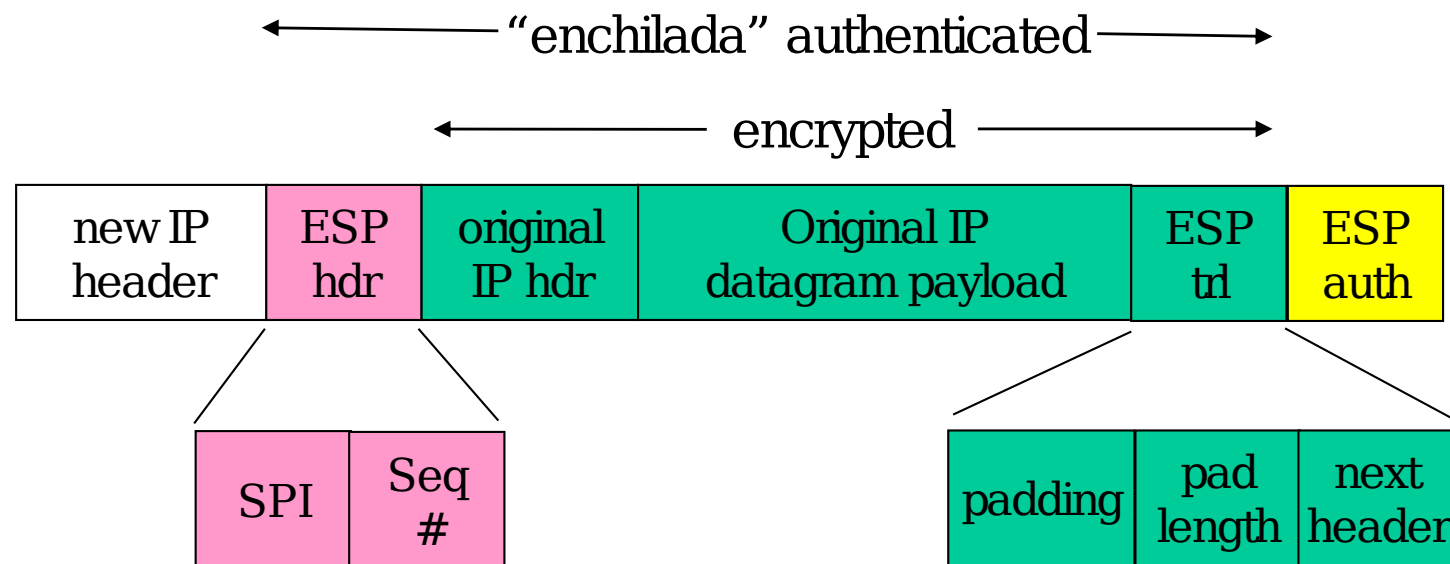 “enchilada” authenticated
encrypted
new IP
header
ESP
hdr
original
IP hdr
Original IP
datagram payload
ESP
trl
ESP
auth
SPI
Seq
#
padding
pad
length
next
header